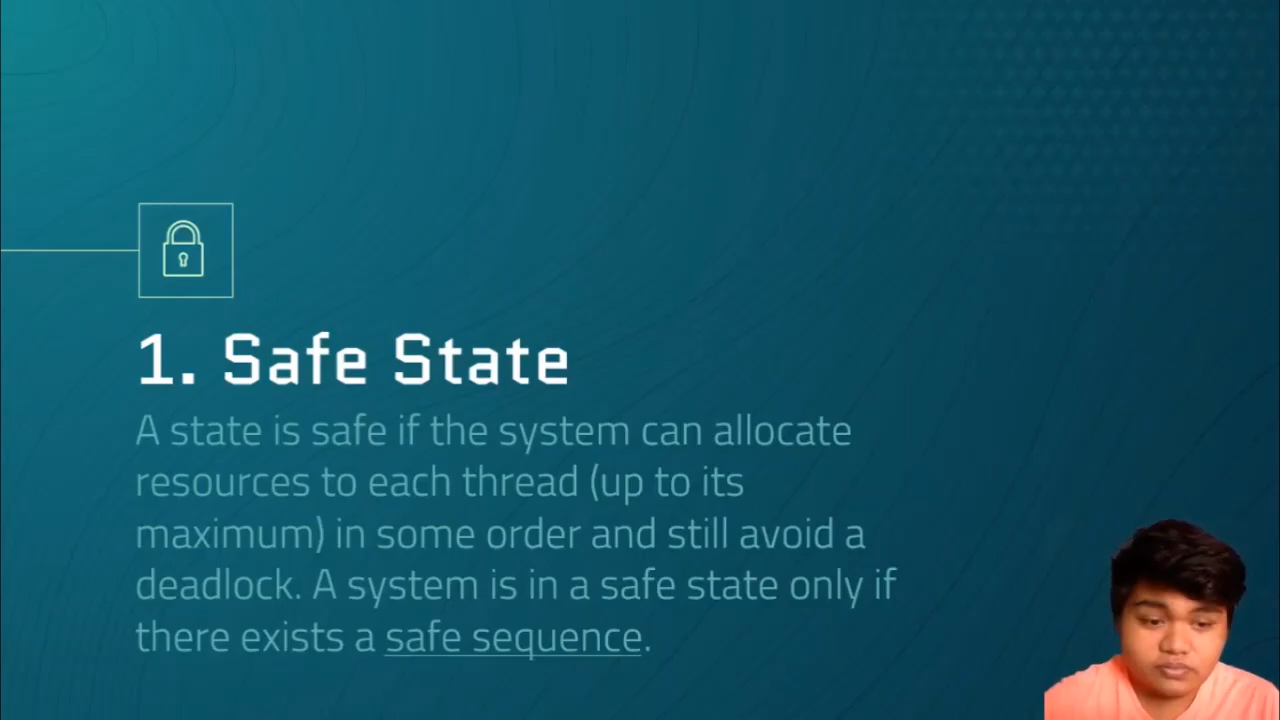 1. Safe State
A state is safe if the system can allocate
resources to each thread (up to its
maximum) in some order and still avoid a
deadlock. A system is in a safe state only if
there exists a safe sequence.